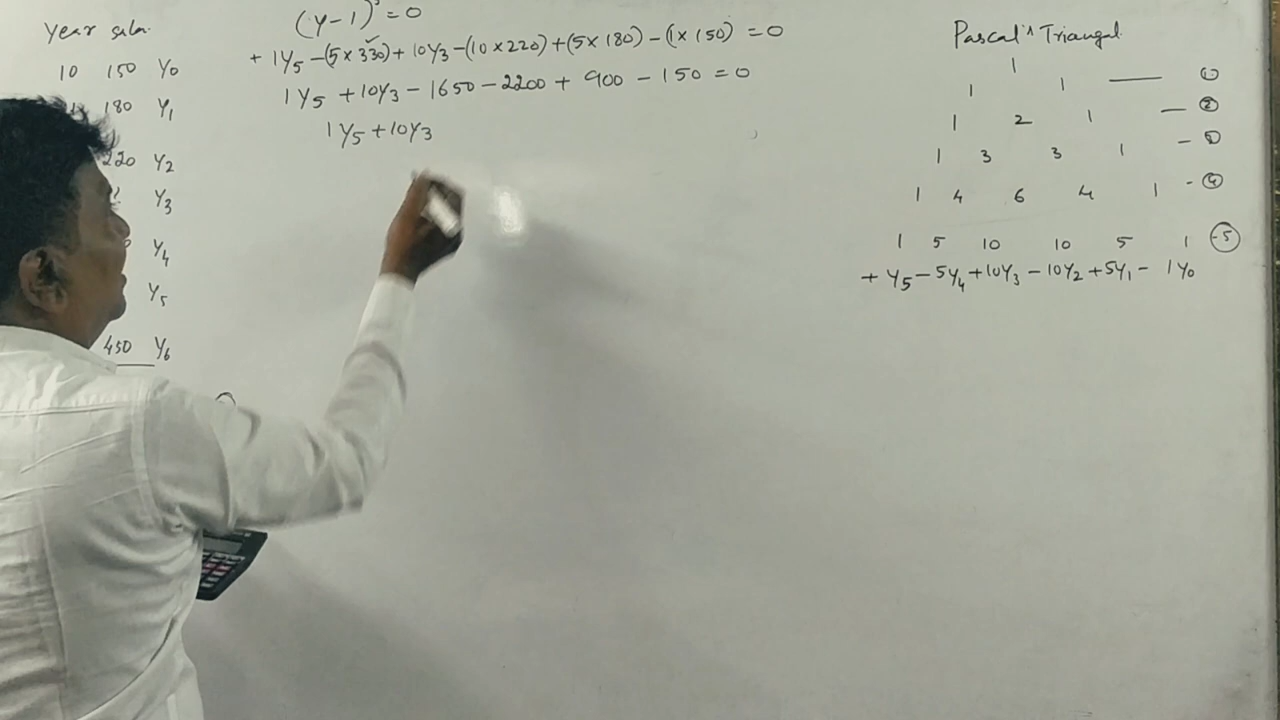 Year sala.
10 150 Y₀
180 Y₁
220 Y₂
Y₃
Y₄
Y₅
450 Y₆
(Y-1)⁵=0
+ 1Y₅ -(5×330)+ 10Y₃ -(10×220)+(5×180) -(1×150) =0
1Y₅ +10Y₃ - 1650 - 2200 + 900 - 150 =0
1Y₅ +10Y₃
Pascal's Triangal
1
1 1 — ①
1 2 1 — ②
1 3 3 1 -
1 4 6 4 1 - ④
1 5 10 10 5 1 -5
+ Y₅ - 5Y₄ +10Y₃ - 10Y₂ +5Y₁ - 1Y₀